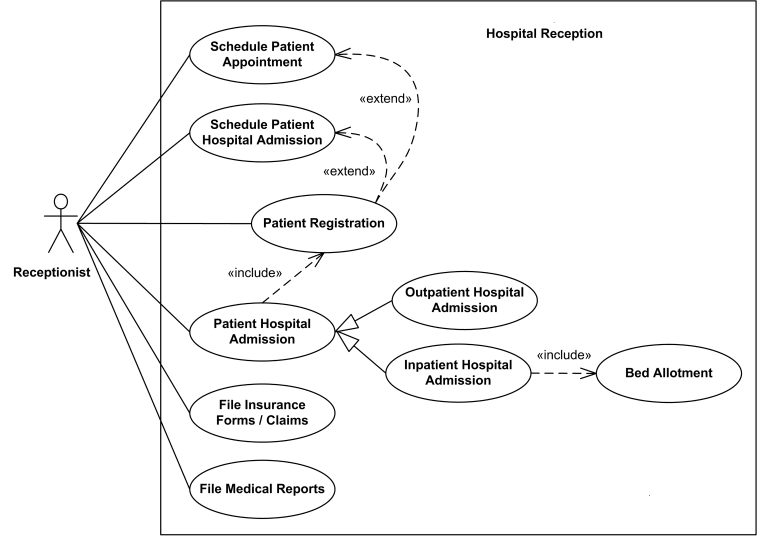 Hospital Reception
Schedule Patient
Appointment
«extend»
Schedule Patient
Hospital Admission
«extend»
Patient Registration
Receptionist
«include»
Outpatient Hospital
Admission
Patient Hospital
Admission
Inpatient Hospital
Admission
«include»
Bed Allotment
File Insurance
Forms / Claims
File Medical Reports